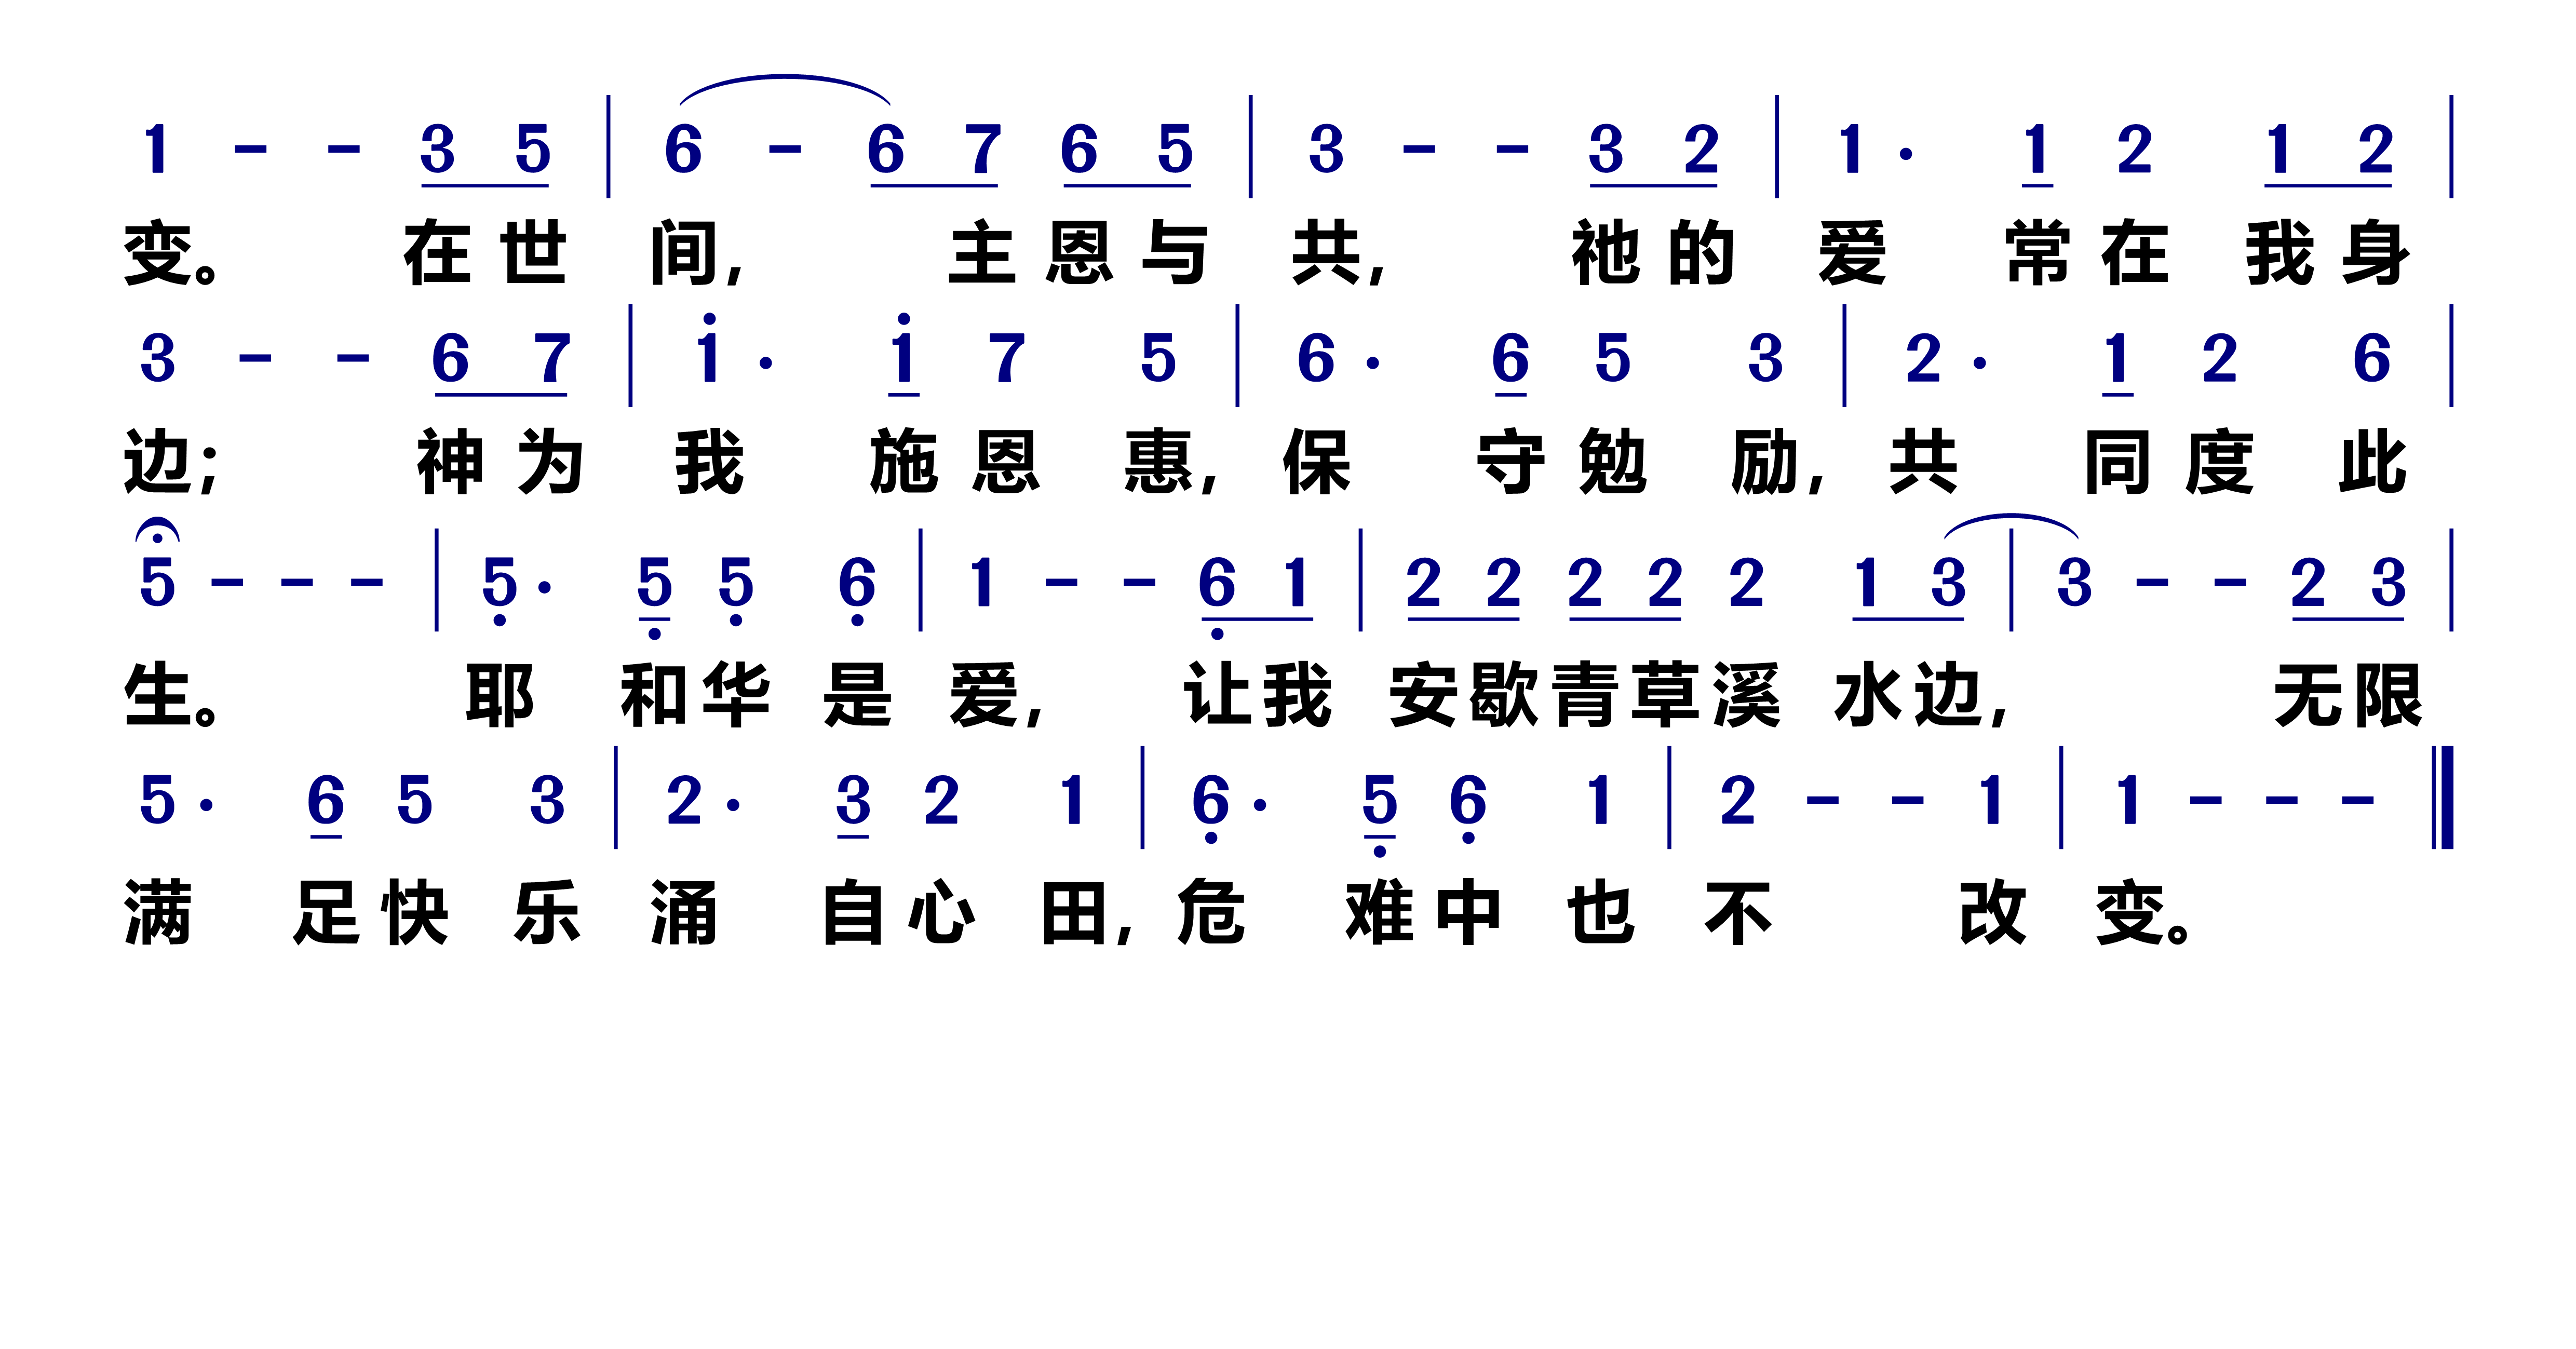 1 - - 3 5 | 6 - 6 7 6 5 | 3 - - 3 2 | 1 · 1 2 1 2 |
变。 在世 间, 主恩与 共, 祂的 爱 常在 我身
3 - - 6 7 | 1̇ · 1̇ 7 5 | 6 · 6 5 3 | 2 · 1 2 6 |
边; 神为 我 施恩 惠, 保 守勉 励, 共 同度 此
5 - - - | 5̣ · 5̣ 5̣ 6̣ | 1 - - 6̣ 1 | 2 2 2 2 2 1 3 | 3 - - 2 3 |
生。 耶 和华 是 爱, 让我 安歇青草溪 水边, 无限
5 · 6 5 3 | 2 · 3 2 1 | 6̣ · 5̣ 6̣ 1 | 2 - - 1 | 1 - - - ‖
满 足快 乐 涌 自心 田, 危 难中 也 不 改 变。